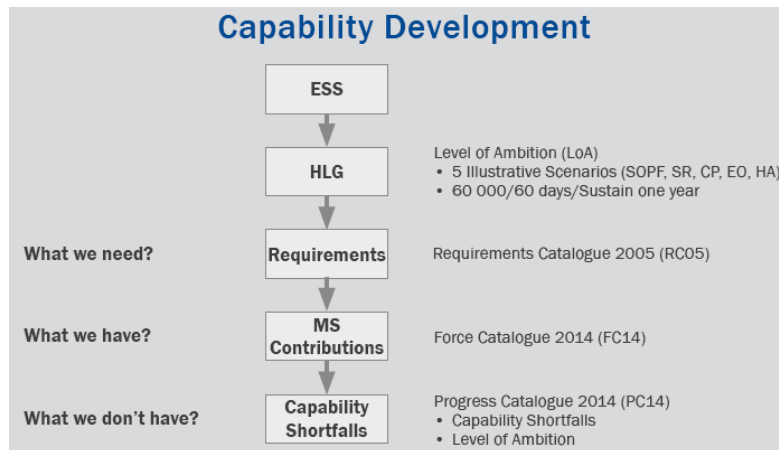 Capability Development
ESS
HLG
Level of Ambition (LoA)
• 5 Illustrative Scenarios (SOPF, SR, CP, EO, HA)
• 60 000/60 days/Sustain one year
What we need?
Requirements
Requirements Catalogue 2005 (RC05)
What we have?
MS
Contributions
Force Catalogue 2014 (FC14)
What we don't have?
Capability
Shortfalls
Progress Catalogue 2014 (PC14)
• Capability Shortfalls
• Level of Ambition